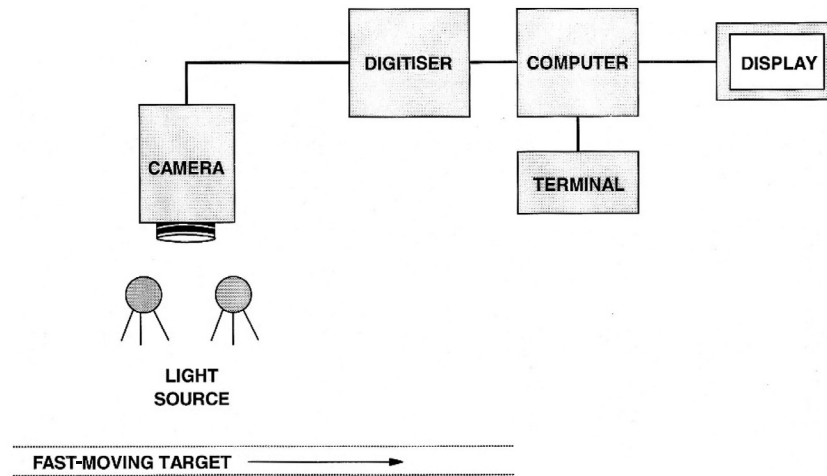 DIGITISER
COMPUTER
DISPLAY
CAMERA
TERMINAL
LIGHT
SOURCE
FAST-MOVING TARGET